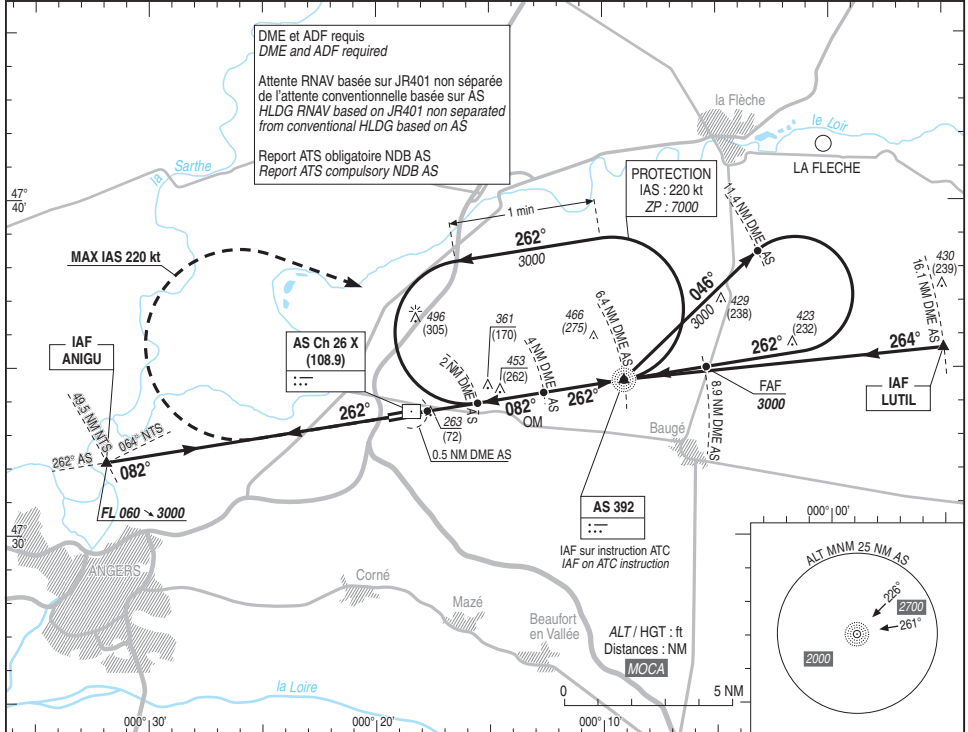 DME et ADF requis
DME and ADF required
Attente RNAV basée sur JR401 non séparée
de l'attente conventionnelle basée sur AS
HLDG RNAV based on JR401 non separated
from conventional HLDG based on AS
Report ATS obligatoire NDB AS
Report ATS compulsory NDB AS
la Flèche
le Loir
LA FLECHE
la
Sarthe
47°
40'
PROTECTION
IAS : 220 kt
ZP : 7000
1 min
262°
3000
11.4 NM DME AS
MAX IAS 220 kt
046°
3000
429
(238)
430
(239)
16.1 NM DME AS
423
(232)
496
(305)
361
(170)
466
(275)
6.4 NM DME AS
453
(262)
4 NM DME AS
2 NM DME AS
AS Ch 26 X
(108.9)
IAF
ANIGU
262°
264°
IAF
LUTIL
FAF
3000
8.9 NM DME AS
262°
082°
262°
OM
263
(72)
0.5 NM DME AS
49.5 NM NTS
064° NTS
262° AS
082°
FL 060 ➘ 3000
Baugé
AS 392
IAF sur instruction ATC
IAF on ATC instruction
47°
30'
ANGERS
Corné
Mazé
Beaufort
en Vallée
ALT / HGT : ft
Distances : NM
MOCA
0
5 NM
la Loire
000° 30'
000° 20'
000° 10'
000° 00'
ALT MNM 25 NM AS
226°
2700
261°
2000